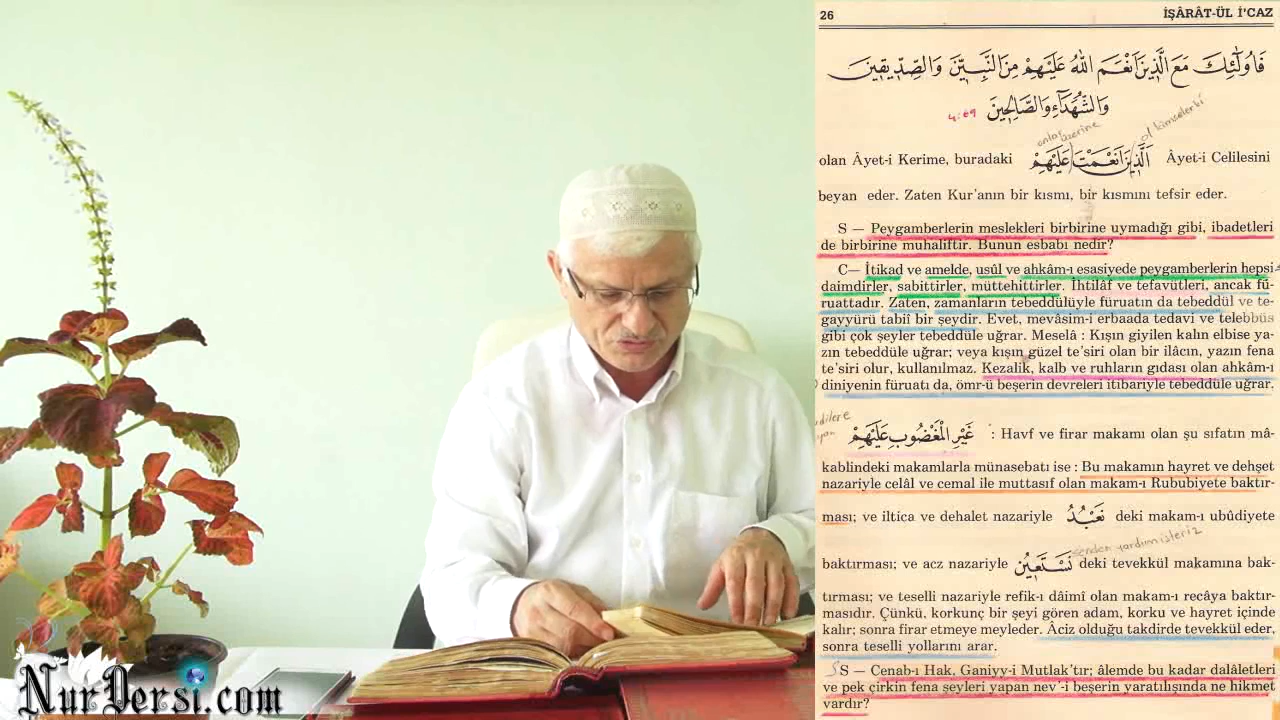 26 İŞÂRÂT-ÜL İ'CAZ
فَاُولٰٓئِكَ مَعَ الَّذِينَ اَنْعَمَ اللّٰهُ عَلَيْهِمْ مِنَ النَّبِيّٖنَ وَالصِّدّٖيقٖينَ
وَالشُّهَدَٓاءِ وَالصَّالِحٖينَ
4:69
onlar üzerine ol kimseler ki
olan Âyet-i Kerime, buradaki اَلَّذٖينَ اَنْعَمْتَ عَلَيْهِمْ Âyet-i Celilesini
beyan eder. Zaten Kur'anın bir kısmı, bir kısmını tefsir eder.
S — Peygamberlerin meslekleri birbirine uymadığı gibi, ibadetleri
de birbirine muhaliftir. Bunun esbabı nedir?
C— İtikad ve amelde, usûl ve ahkâm-ı esasiyede peygamberlerin hepsi
daimdirler, sabittirler, müttehittirler. İhtilâf ve tefavütleri, ancak fü-
ruattadır. Zaten, zamanların tebeddülüyle füruatın da tebeddül ve te-
gayyürü tabiî bir şeydir. Evet, mevâsim-i erbaada tedavi ve telebbüs
gibi çok şeyler tebeddüle uğrar. Meselâ : Kışın giyilen kalın elbise ya-
zın tebeddüle uğrar; veya kışın güzel te'siri olan bir ilâcın, yazın fena
te'siri olur, kullanılmaz. Kezalik, kalb ve ruhların gıdası olan ahkâm-ı
diniyenin füruatı da, ömr-ü beşerin devreleri itibariyle tebeddüle uğrar.
غَيْرِ الْمَغْضُوبِ عَلَيْهِمْ : Havf ve firar makamı olan şu sıfatın mâ-
kablindeki makamlarla münasebatı ise : Bu makamın hayret ve dehşet
nazariyle celâl ve cemal ile muttasıf olan makam-ı Rububiyete baktır-
ması; ve iltica ve dehalet nazariyle نَعْبُدُ deki makam-ı ubûdiyete
senden yardım isteriz
baktırması; ve acz nazariyle نَسْتَعٖينُ deki tevekkül makamına bak-
tırması; ve teselli nazariyle refik-ı dâimî olan makam-ı recâya baktır-
masıdır. Çünkü, korkunç bir şeyi gören adam, korku ve hayret içinde
kalır; sonra firar etmeye meyleder. Âciz olduğu takdirde tevekkül eder,
sonra teselli yollarını arar.
S — Cenab-ı Hak, Ganiyy-i Mutlak'tır; âlemde bu kadar dalâletleri
ve pek çirkin fena şeyleri yapan nev'-i beşerin yaratılışında ne hikmet
vardır?
NurDersi.com